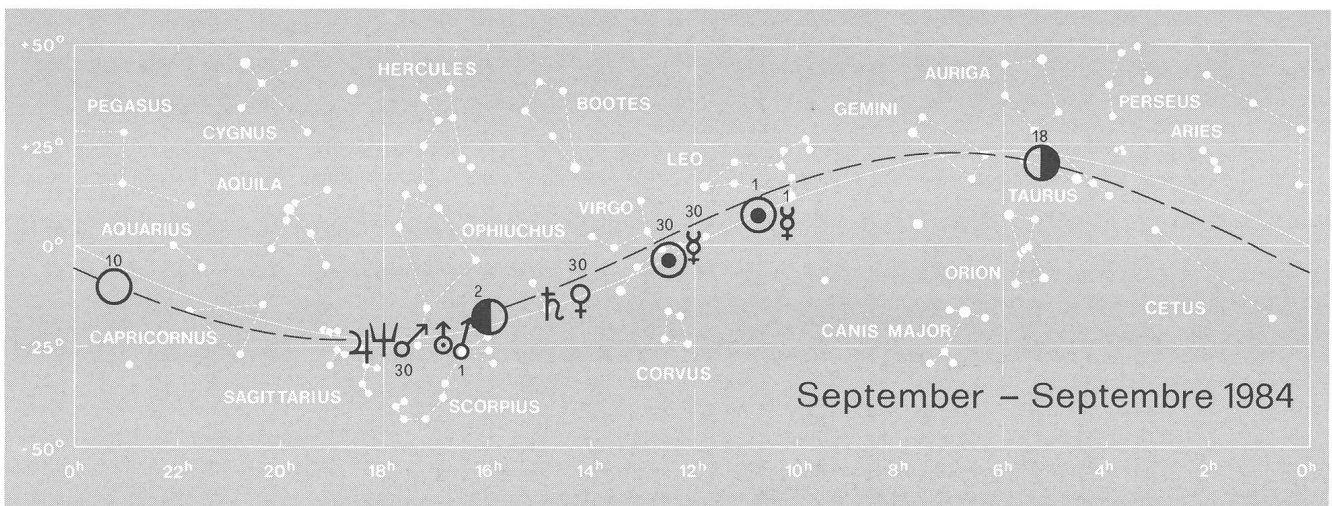 +50°
HERCULES
AURIGA
PEGASUS
BOOTES
GEMINI
PERSEUS
CYGNUS
ARIES
18
+25°
LEO
AQUILA
1
1
TAURUS
VIRGO
30
30
AQUARIUS
OPHIUCHUS
0°
10
30
ORION
2
CETUS
CAPRICORNUS
CANIS MAJOR
-25°
30
1
CORVUS
SAGITTARIUS
SCORPIUS
September – Septembre 1984
-50°
0h 22h 20h 18h 16h 14h 12h 10h 8h 6h 4h 2h 0h